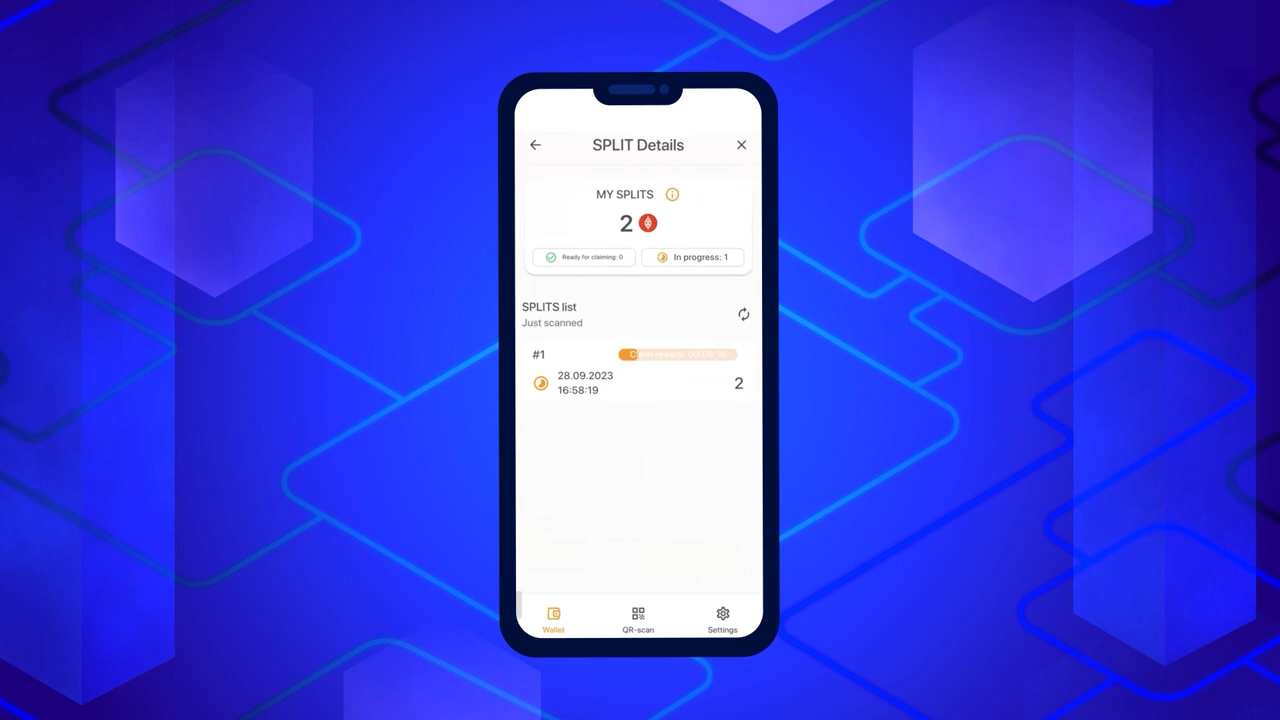 SPLIT Details
MY SPLITS
2
Ready for claiming: 0
In progress: 1
SPLITS list
Just scanned
#1
28.09.2023
16:58:19
2
Wallet
QR-scan
Settings